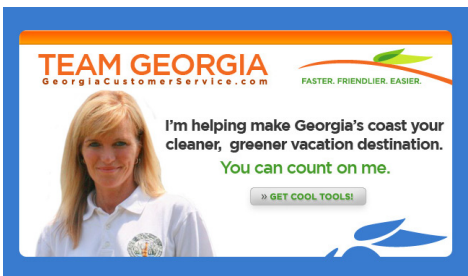 TEAM GEORGIA
GeorgiaCustomerService.com
FASTER. FRIENDLIER. EASIER.
I'm helping make Georgia's coast your
cleaner, greener vacation destination.
You can count on me.
» GET COOL TOOLS!